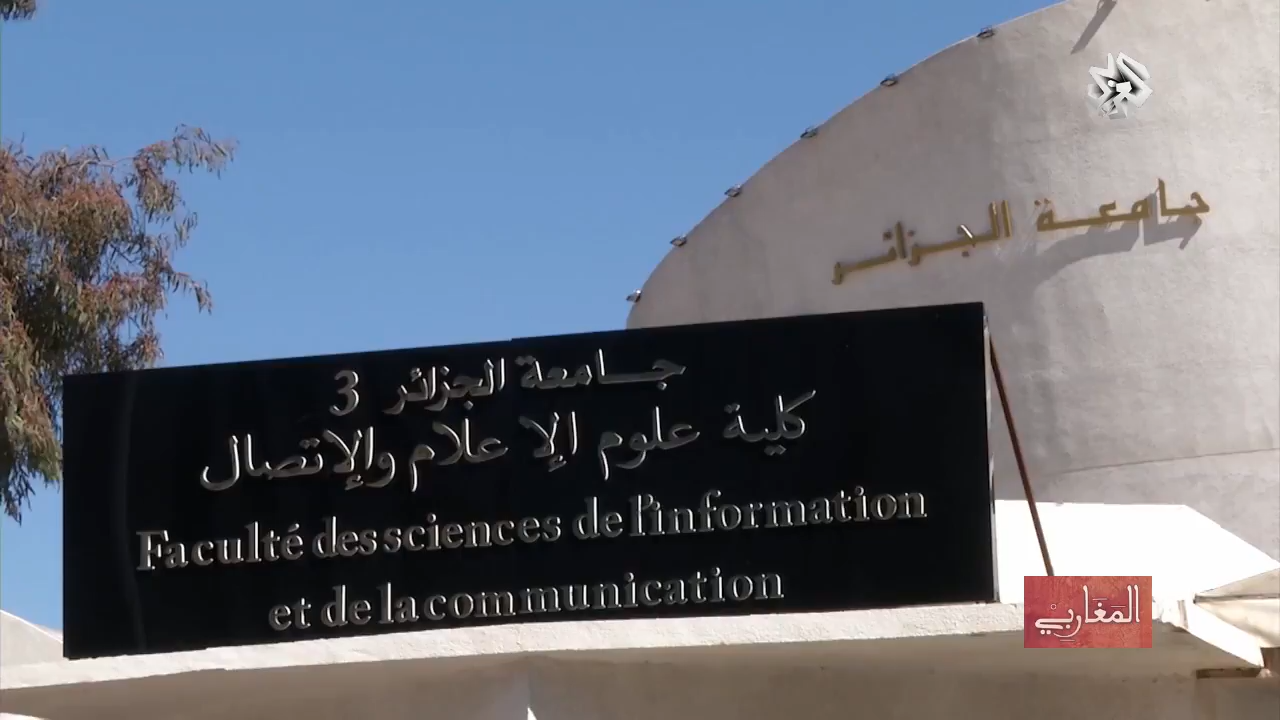 جامعة الجزائر
جامعة الجزائر 3
كلية علوم الإعلام والإتصال
Faculté des sciences de l'information
et de la communication
المغاربي